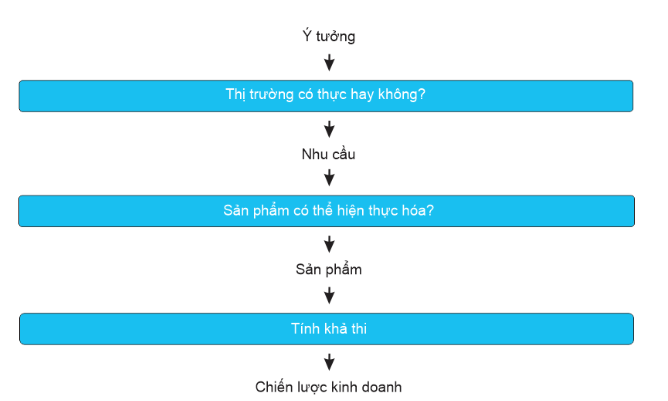 Ý tưởng
Thị trường có thực hay không?
Nhu cầu
Sản phẩm có thể hiện thực hóa?
Sản phẩm
Tính khả thi
Chiến lược kinh doanh